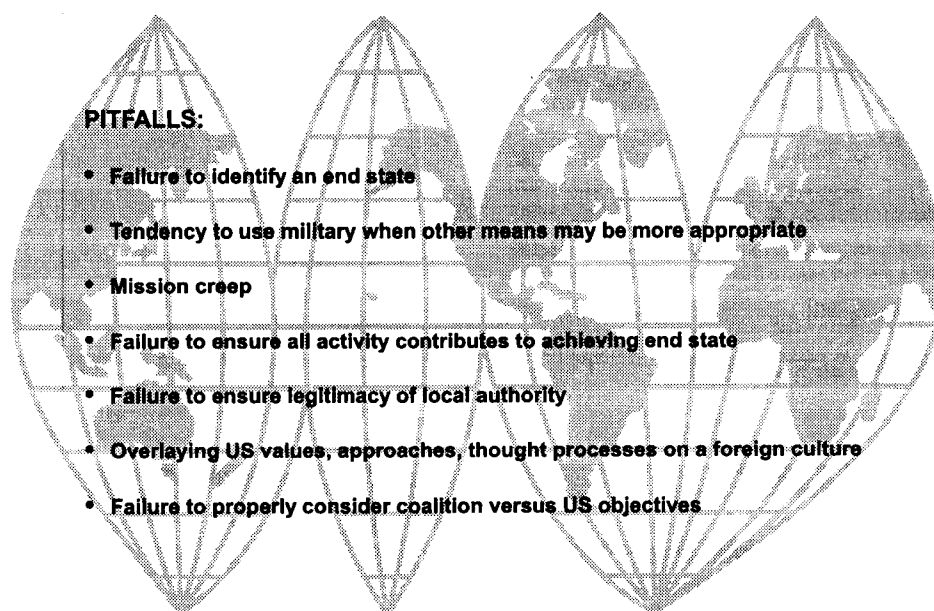 PITFALLS:
• Failure to identify an end state
• Tendency to use military when other means may be more appropriate
• Mission creep
• Failure to ensure all activity contributes to achieving end state
• Failure to ensure legitimacy of local authority
• Overlaying US values, approaches, thought processes on a foreign culture
• Failure to properly consider coalition versus US objectives